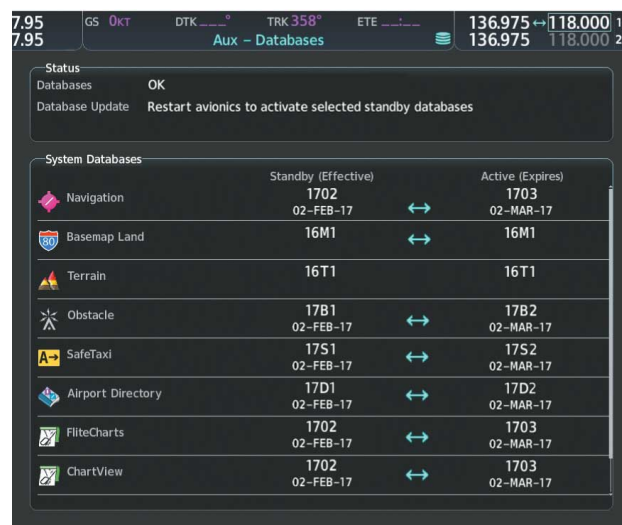 7.95 GS 0KT DTK ___° TRK 358° ETE __:__ 136.975 ↔ 118.000 1
7.95 Aux – Databases 136.975 118.000 2
Status
Databases OK
Database Update Restart avionics to activate selected standby databases
System Databases
Standby (Effective) Active (Expires)
Navigation 1702 1703
02–FEB–17 ↔ 02–MAR–17
80 Basemap Land 16M1 ↔ 16M1
Terrain 16T1 16T1
Obstacle 17B1 17B2
02–FEB–17 ↔ 02–MAR–17
A→ SafeTaxi 17S1 17S2
02–FEB–17 ↔ 02–MAR–17
Airport Directory 17D1 17D2
02–FEB–17 ↔ 02–MAR–17
FliteCharts 1702 1703
02–FEB–17 ↔ 02–MAR–17
ChartView 1702 1703
02–FEB–17 ↔ 02–MAR–17